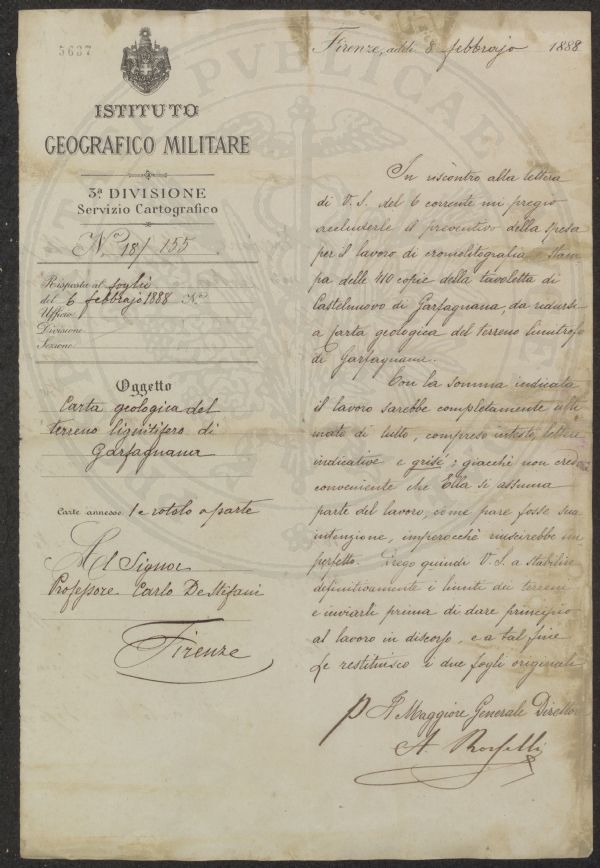 5637
ISTITUTO
GEOGRAFICO MILITARE
3ª DIVISIONE
Servizio Cartografico
N.° 18/155
Risposta al foglio
del 6 febbrajo 1888 N.°
Ufficio
Divisione
Sezione
Oggetto
Carta geologica del
terreno lignitifero di
Garfagnana
Carte annesse 1 e rotolo a parte
Al Signor
Professore Carlo DeStefani
Firenze
Firenze, addì 8 febbrajo 1888
In riscontro alla lettera
di V. S. del 6 corrente mi pregio
accluderle il preventivo della spesa
per il lavoro di cromolitografia e stam
pa delle 410 copie della tavoletta di
Castelnuovo di Garfagnana, da ridursi
a Carta geologica del terreno
di Garfagnana.
Con la somma indicata
il lavoro sarebbe completamente ulti
mato di tutto, compreso intesti, lettere
indicative e grisé; giacchè non credo
conveniente che Ella si assuma
parte del lavoro, come pare fosse sua
intenzione, imperocchè riuscirebbe im
perfetto. Prego quindi V. S. a stabilire
definitivamente i limiti dei terreni
e inviarli prima di dare principio
al lavoro in discorso, e a tal fine
Le restituisco i due fogli originali
p Il Maggiore Generale Direttore
A. Rosselli
PVBLICAE